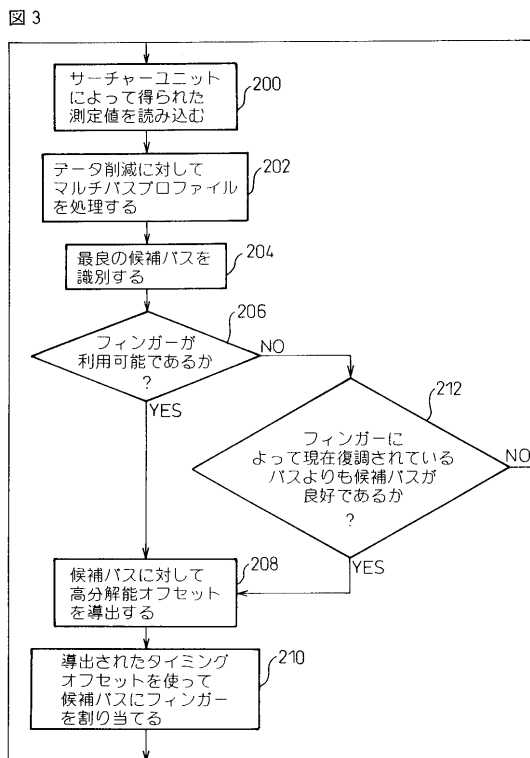 図3
サーチャーユニット
によって得られた
測定値を読み込む
200
データ削減に対して
マルチパスプロファイル
を処理する
202
最良の候補パスを
識別する
204
206
フィンガーが
利用可能であるか
?
NO
YES
212
フィンガーに
よって現在復調されている
パスよりも候補パスが
良好であるか
?
NO
YES
候補パスに対して
高分解能オフセット
を導出する
208
導出されたタイミング
オフセットを使って
候補パスにフィンガー
を割り当てる
210